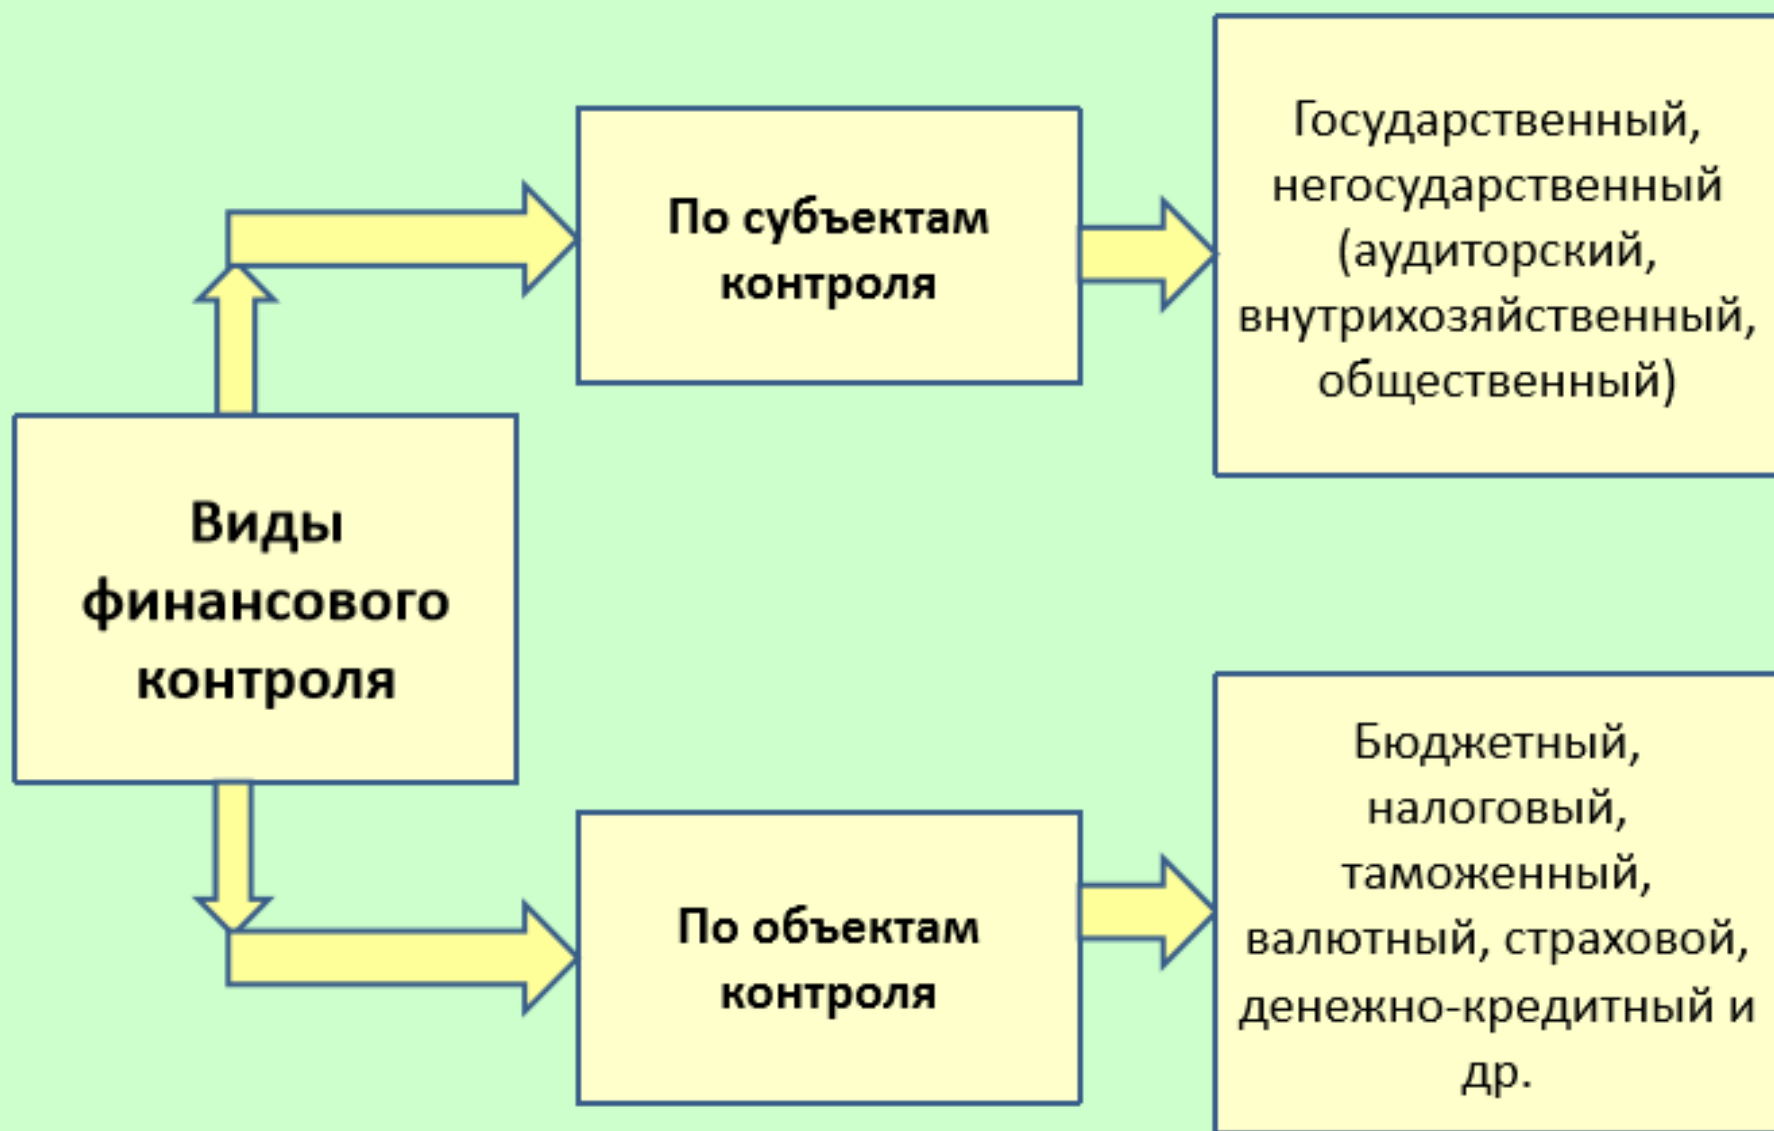 Виды
финансового
контроля
По субъектам
контроля
Государственный,
негосударственный
(аудиторский,
внутрихозяйственный,
общественный)
По объектам
контроля
Бюджетный,
налоговый,
таможенный,
валютный, страховой,
денежно-кредитный и
др.